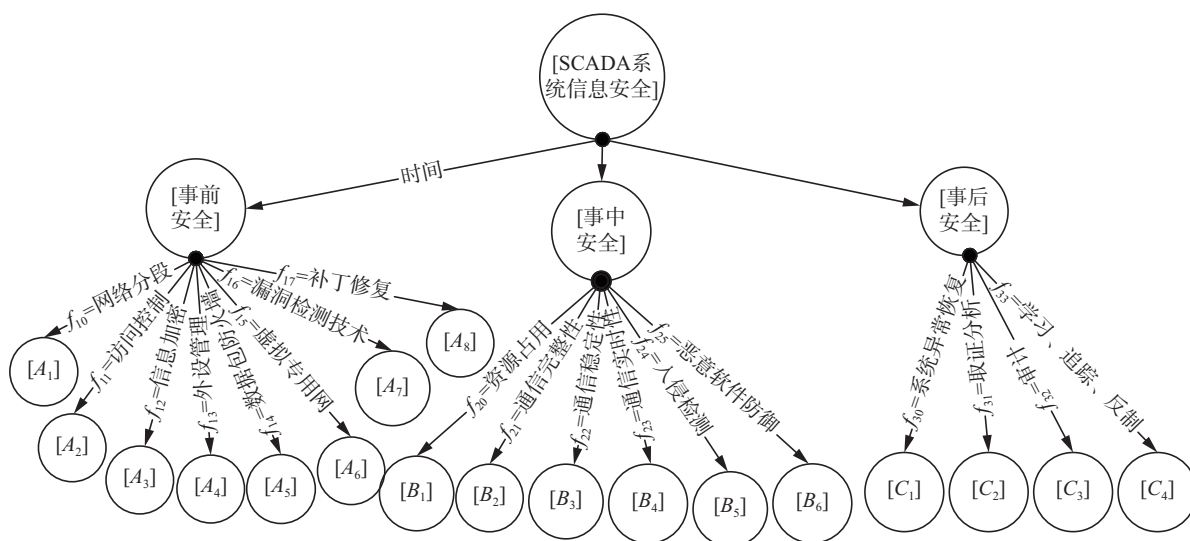 [SCADA系
统信息安全]
时间
[事前
安全]
[事中
安全]
[事后
安全]
f10=网络分段
f11=访问控制
f12=信息加密
f13=外设管理
f14=数据包防火墙
f15=虚拟专用网
f16=漏洞检测技术
f17=补丁修复
[A1]
[A2]
[A3]
[A4]
[A5]
[A6]
[A7]
[A8]
f20=资源占用
f21=通信完整性
f22=通信稳定性
f23=通信实时性
f24=入侵检测
f25=恶意软件防御
[B1]
[B2]
[B3]
[B4]
[B5]
[B6]
f30=系统异常恢复
f31=取证分析
f32=审计
f33=学习、追踪、反制
[C1]
[C2]
[C3]
[C4]